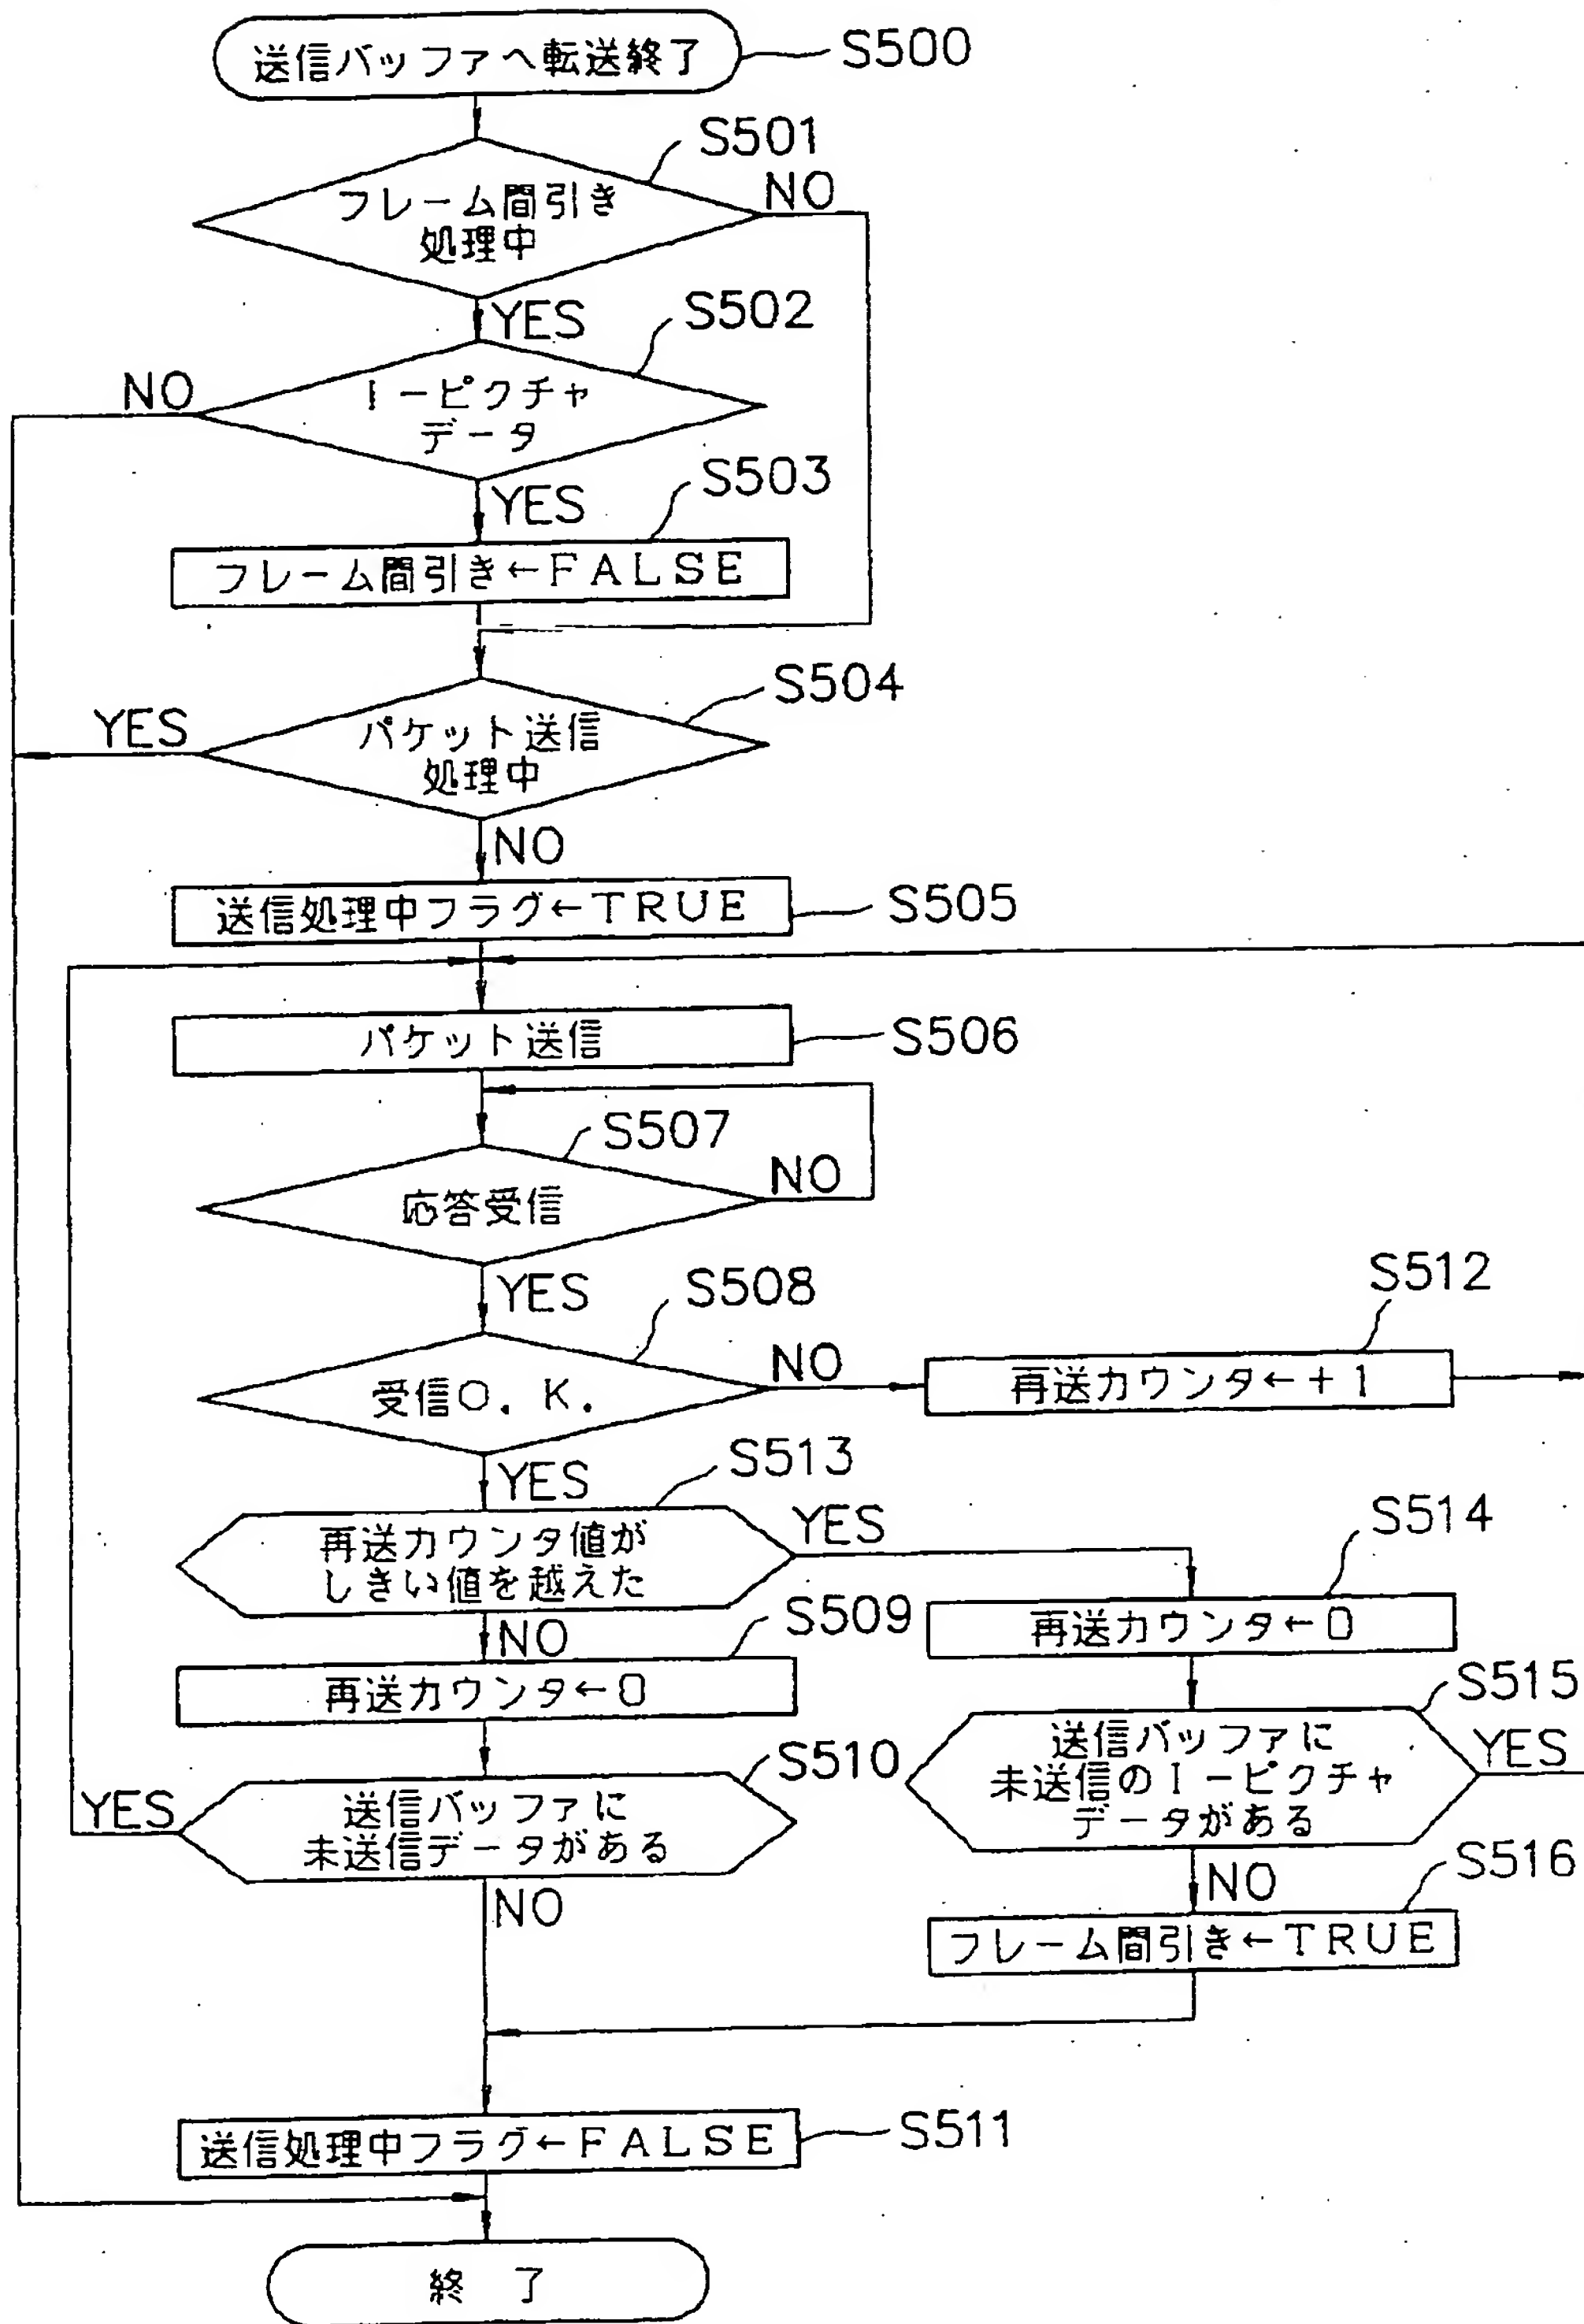 送信バッファへ転送終了
S500
S501
フレーム間引き
処理中
NO
YES
S502
I－ピクチャ
データ
NO
YES
S503
フレーム間引き←FALSE
S504
パケット送信
処理中
YES
NO
送信処理中フラグ←TRUE
S505
パケット送信
S506
S507
応答受信
NO
YES
S508
受信O．K．
NO
S512
再送カウンタ←＋1
YES
S513
再送カウンタ値が
しきい値を越えた
YES
S514
再送カウンタ←0
NO
S509
再送カウンタ←0
S515
送信バッファに
未送信のI－ピクチャ
データがある
YES
S510
送信バッファに
未送信データがある
YES
NO
NO
S516
フレーム間引き←TRUE
送信処理中フラグ←FALSE
S511
終 了